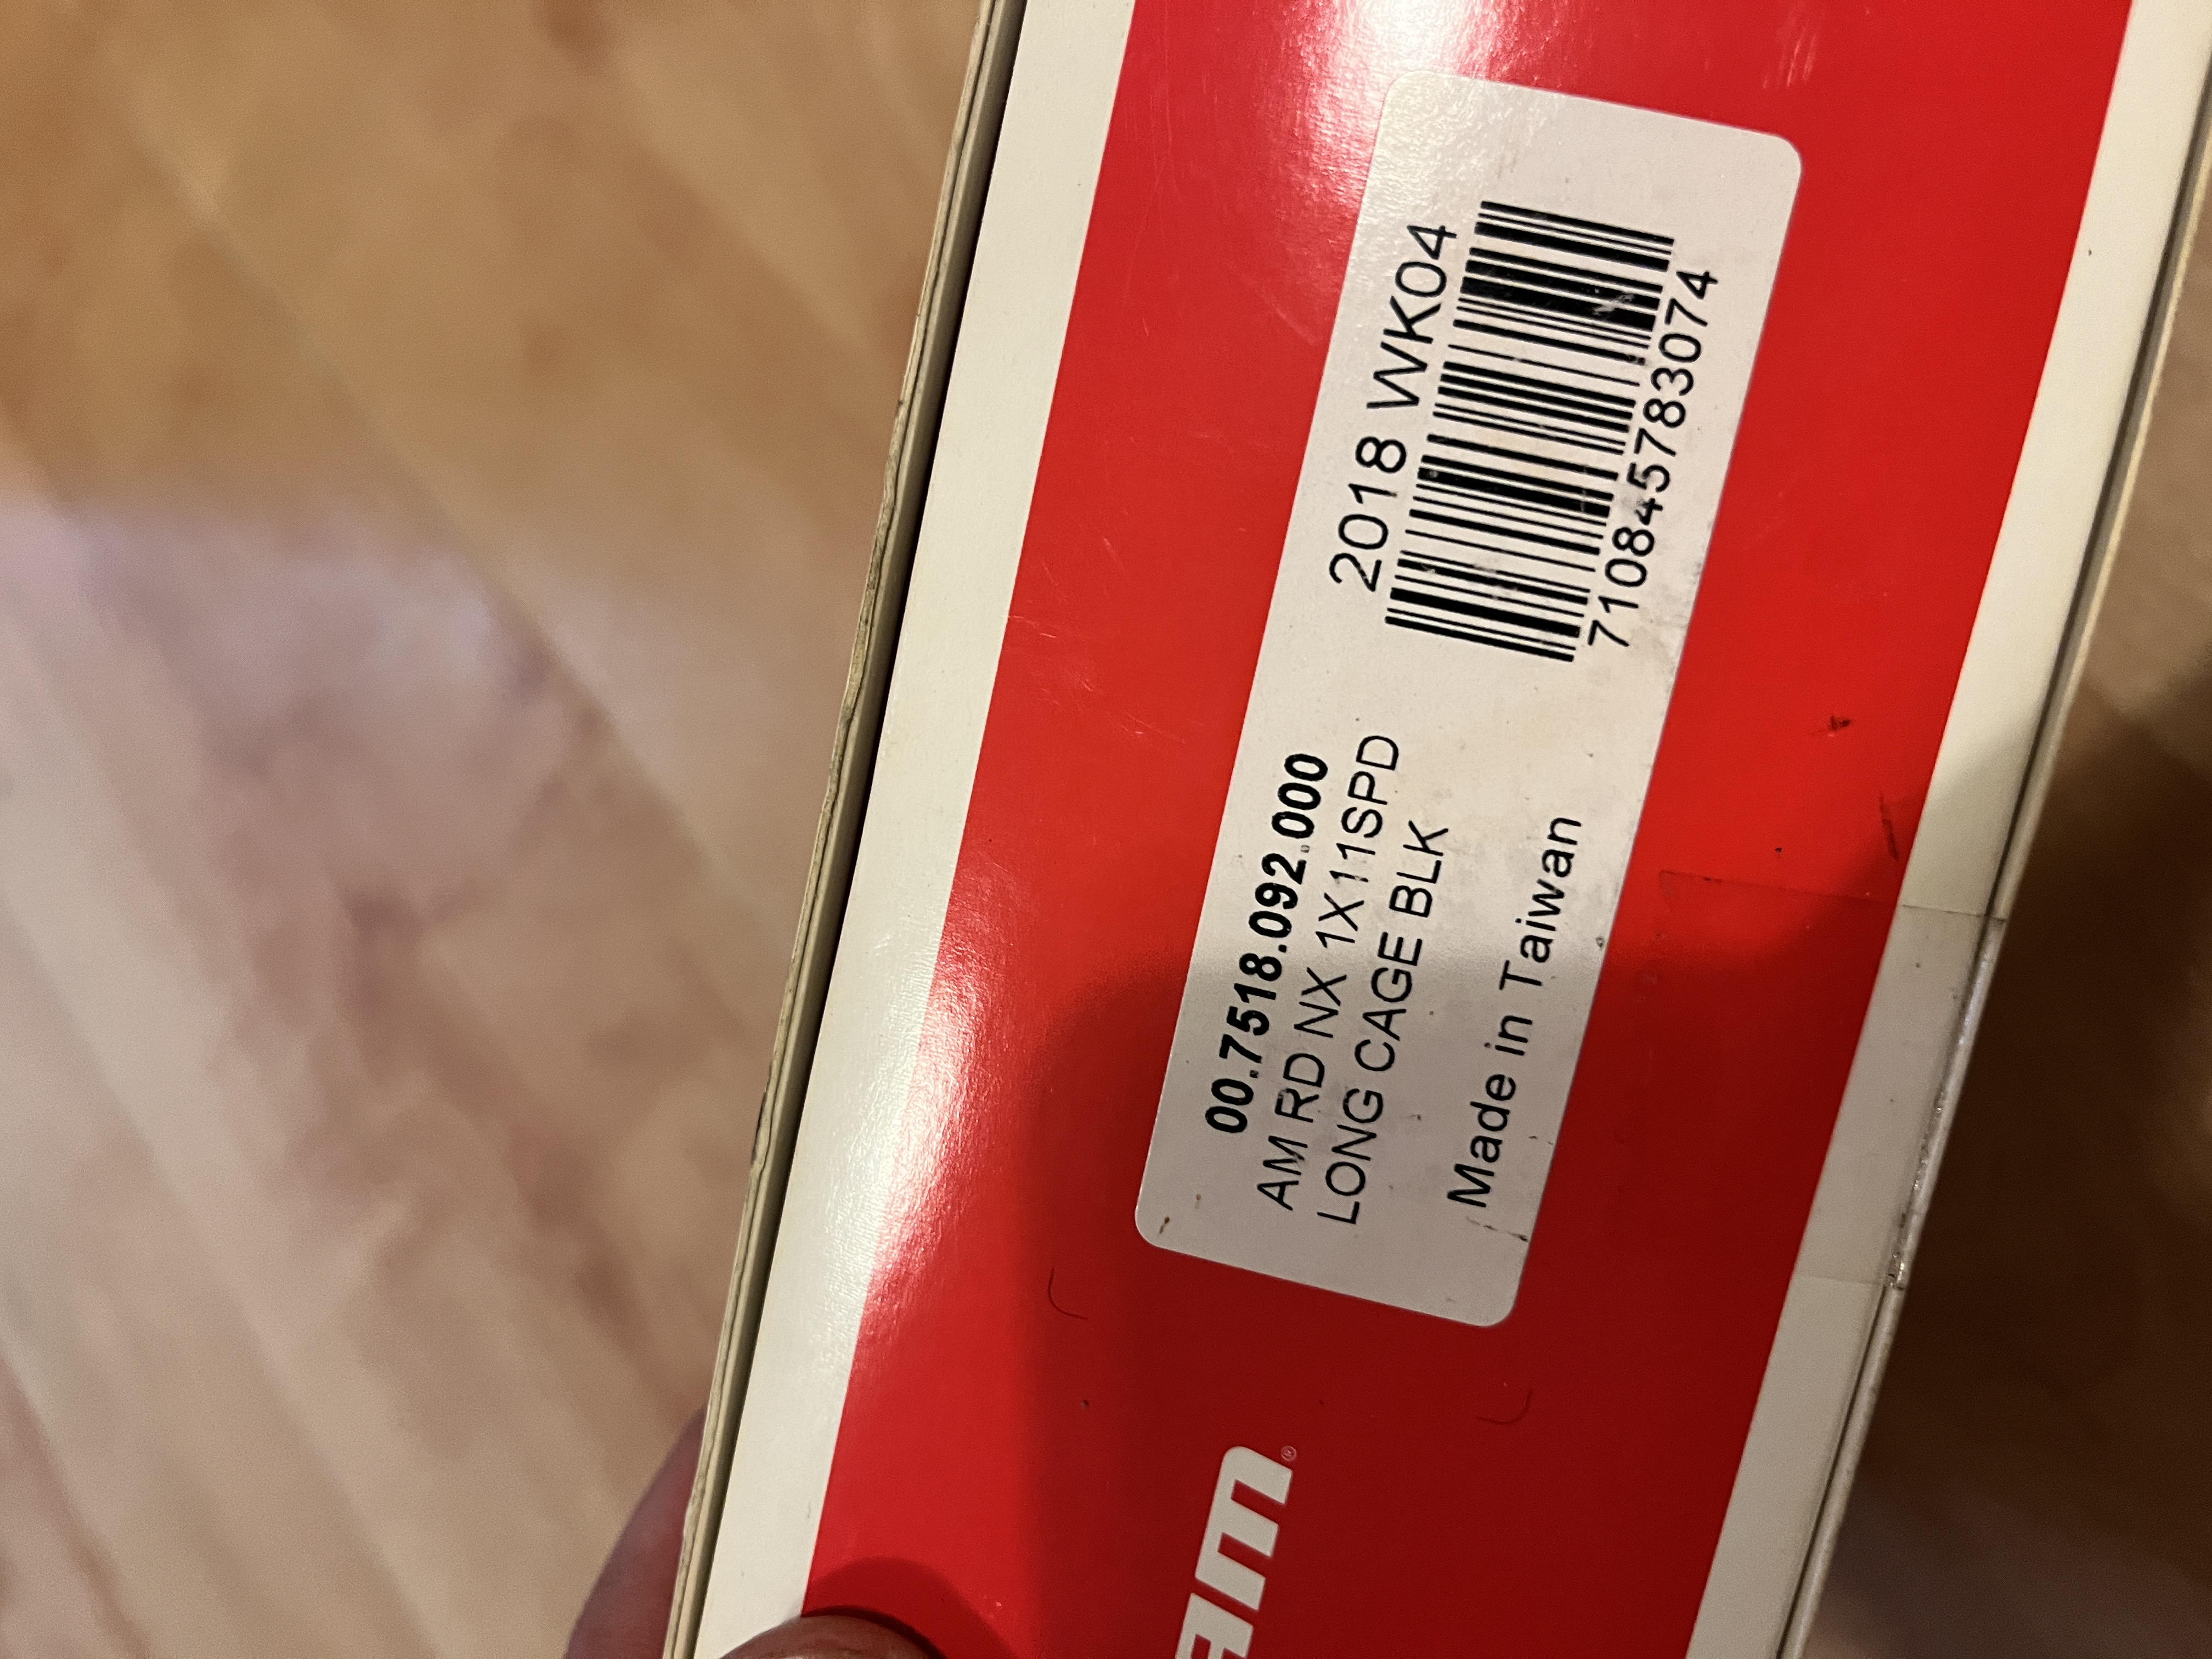 00.7518.092.000
AM RD NX 1X11SPD
LONG CAGE BLK
Made in Taiwan
2018 WK04
710845783074